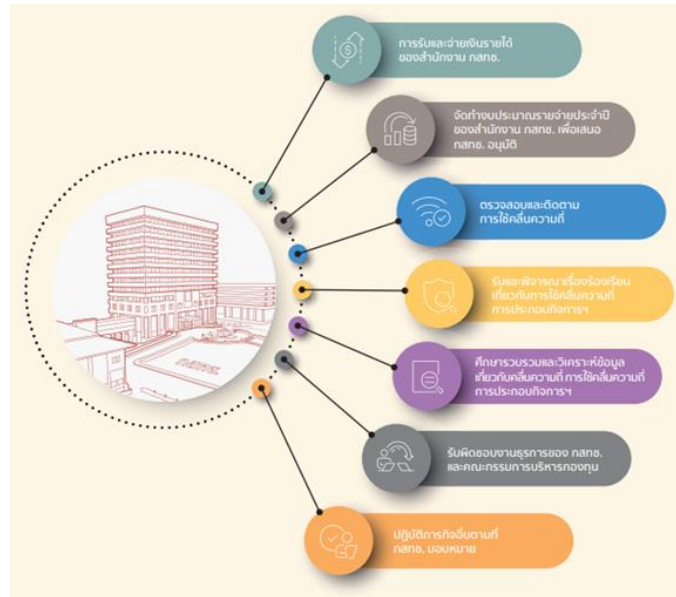 การรับและจ่ายเงินรายได้
ของสำนักงาน กสทช.
จัดทำงบประมาณรายจ่ายประจำปี
ของสำนักงาน กสทช. เพื่อเสนอ
กสทช. อนุมัติ
ตรวจสอบและติดตาม
การใช้คลื่นความถี่
รับและพิจารณาเรื่องร้องเรียน
เกี่ยวกับการใช้คลื่นความถี่
การประกอบกิจการฯ
ศึกษารวบรวมและวิเคราะห์ข้อมูล
เกี่ยวกับคลื่นความถี่ การใช้คลื่นความถี่
การประกอบกิจการฯ
รับผิดชอบงานธุรการของ กสทช.
และคณะกรรมการบริหารกองทุน
ปฏิบัติภารกิจอื่นตามที่
กสทช. มอบหมาย
กสทช.